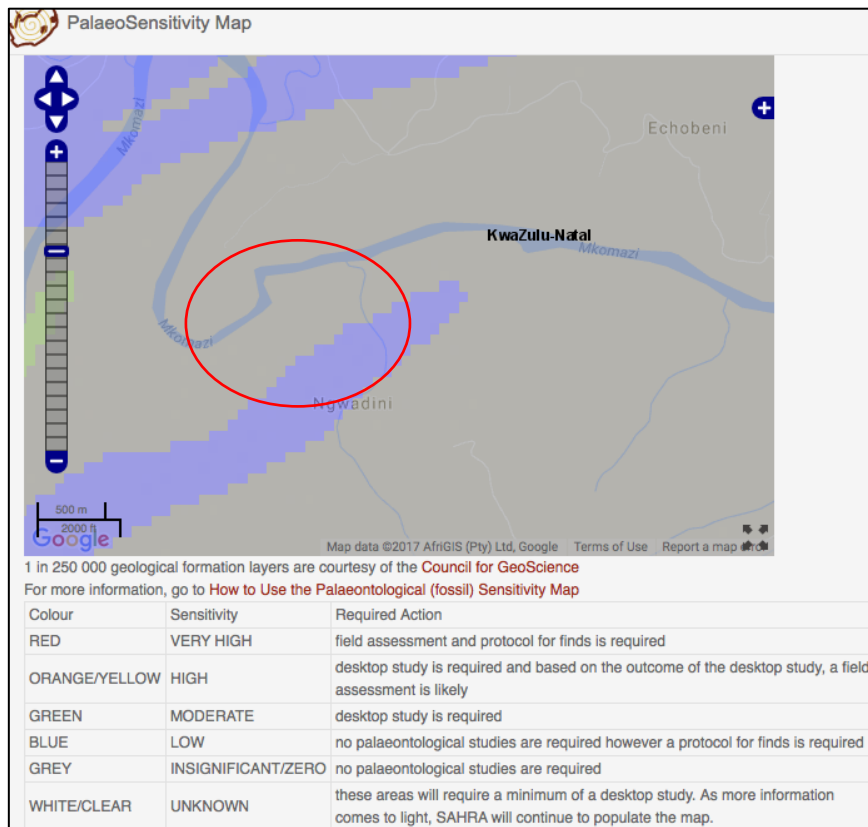 PalaeoSensitivity Map
Mkomazi
Echobeni
KwaZulu-Natal
Mkomazi
Mkomazi
Ngwadini
500 m
2000 ft
Google
Map data ©2017 AfriGIS (Pty) Ltd, Google Terms of Use Report a map error
1 in 250 000 geological formation layers are courtesy of the Council for GeoScience
For more information, go to How to Use the Palaeontological (fossil) Sensitivity Map
Colour Sensitivity Required Action
RED VERY HIGH field assessment and protocol for finds is required
ORANGE/YELLOW HIGH desktop study is required and based on the outcome of the desktop study, a field
assessment is likely
GREEN MODERATE desktop study is required
BLUE LOW no palaeontological studies are required however a protocol for finds is required
GREY INSIGNIFICANT/ZERO no palaeontological studies are required
WHITE/CLEAR UNKNOWN these areas will require a minimum of a desktop study. As more information
comes to light, SAHRA will continue to populate the map.